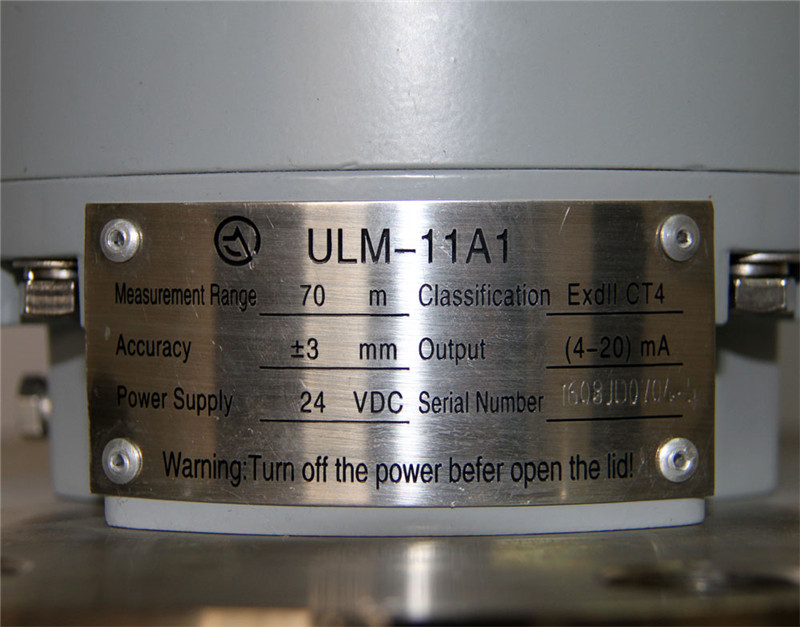 ULM-11A1
Measurement Range 70 m Classification ExdII CT4
Accuracy ±3 mm Output (4-20) mA
Power Supply 24 VDC Serial Number
Warning:Turn off the power befer open the lid!